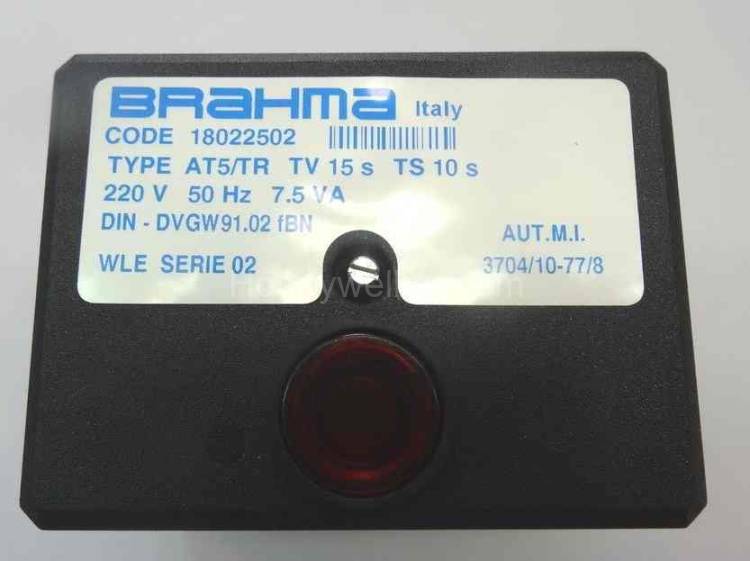 BRAHMA Italy
CODE 18022502
TYPE AT5/TR TV 15 s TS 10 s
220 V 50 Hz 7.5 VA
DIN - DVGW91.02 fBN
AUT.M.I.
WLE SERIE 02
3704/10-77/8